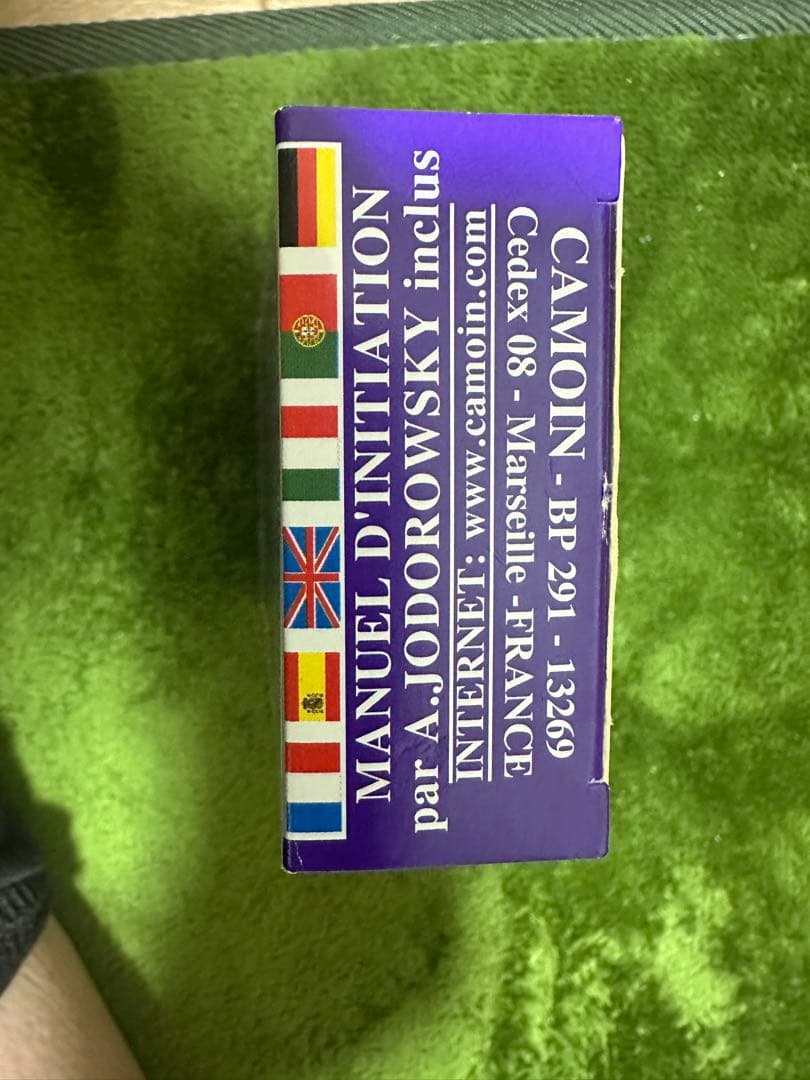 MANUEL D'INITIATION
par A.JODOROWSKY inclus
INTERNET: www.camoin.com
CAMOIN - BP 291 - 13269
Cedex 08 - Marseille -FRANCE